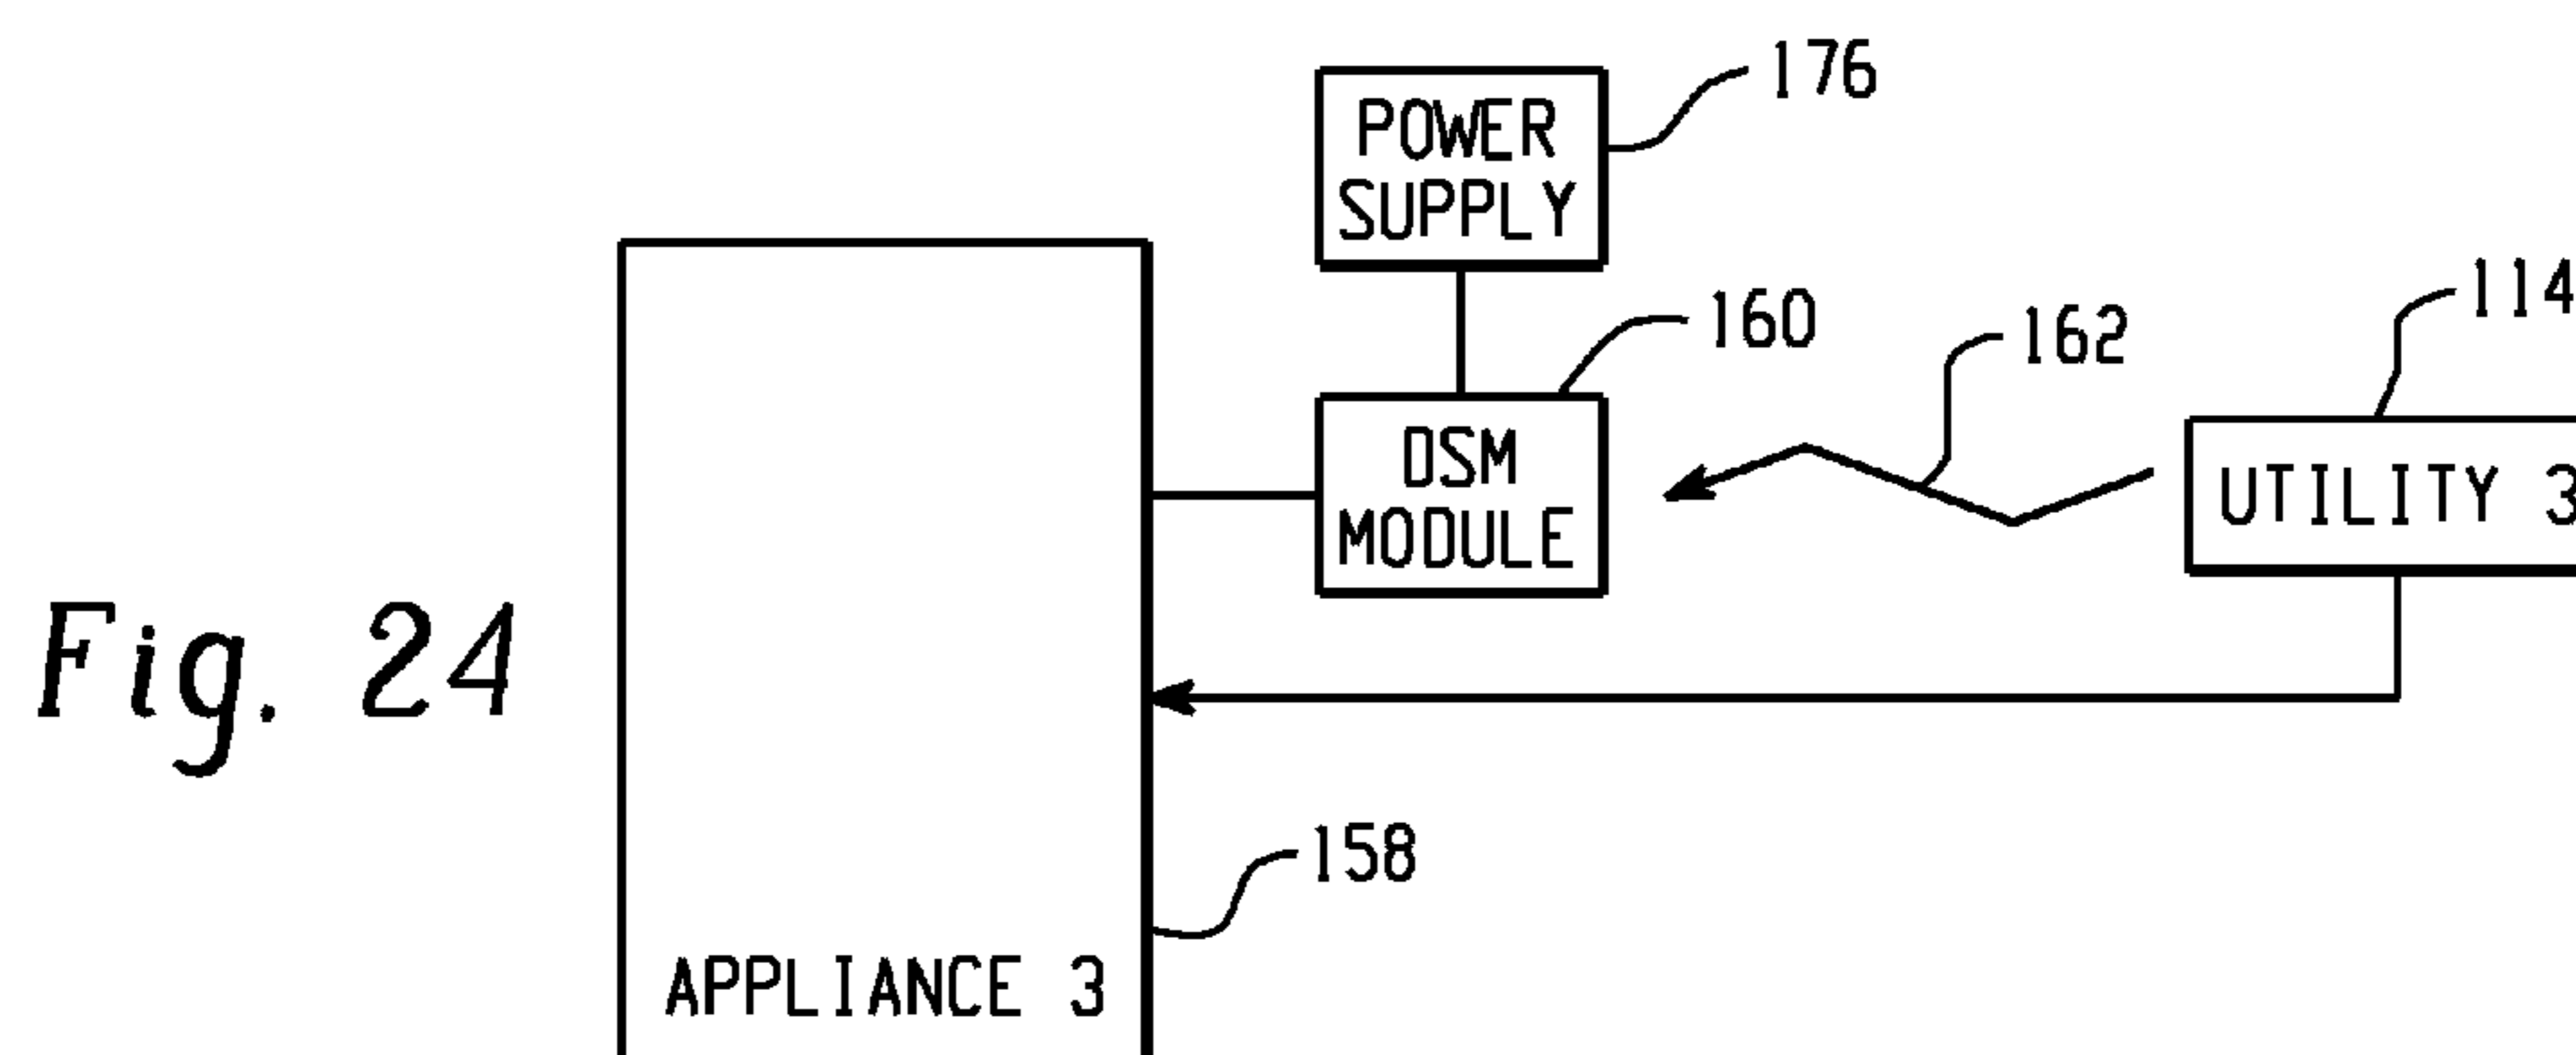 POWER
SUPPLY
176
114
160
162
DSM
MODULE
UTILITY 3
Fig. 24
158
APPLIANCE 3